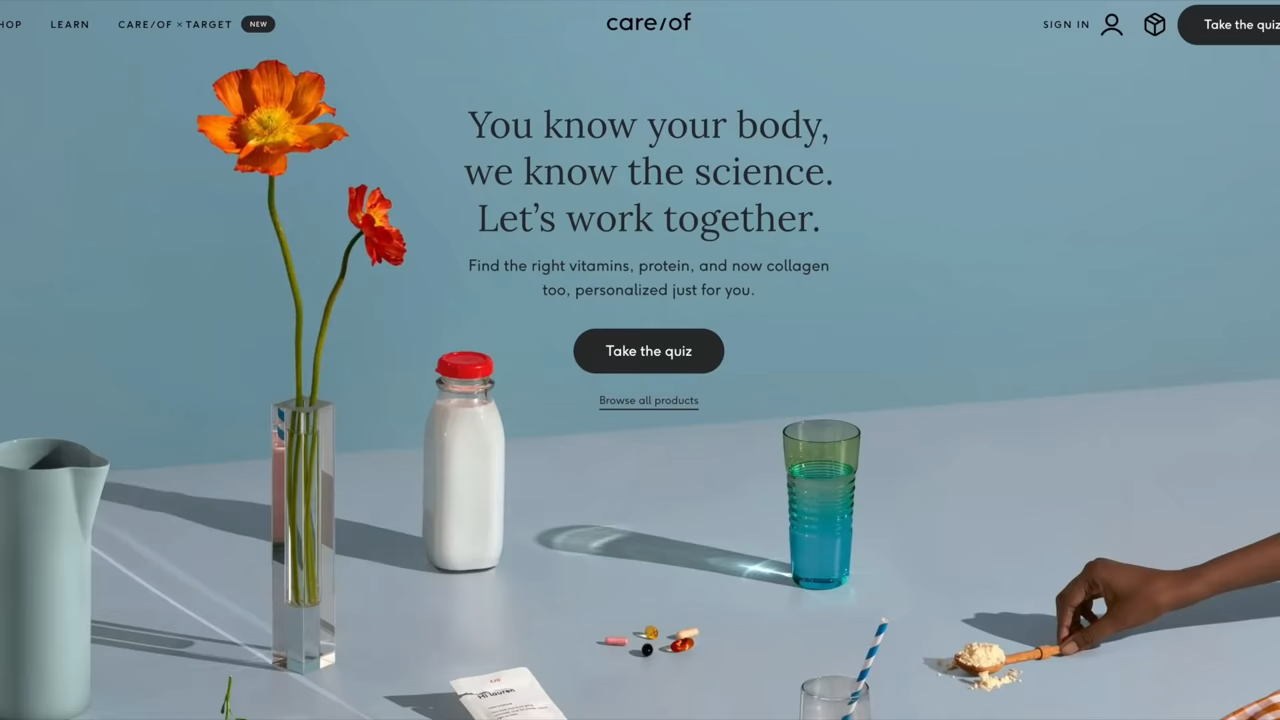 HOP
LEARN
CARE/OF × TARGET
NEW
care/of
SIGN IN
Take the quiz
You know your body,
we know the science.
Let's work together.
Find the right vitamins, protein, and now collagen
too, personalized just for you.
Take the quiz
Browse all products
Hi lauren